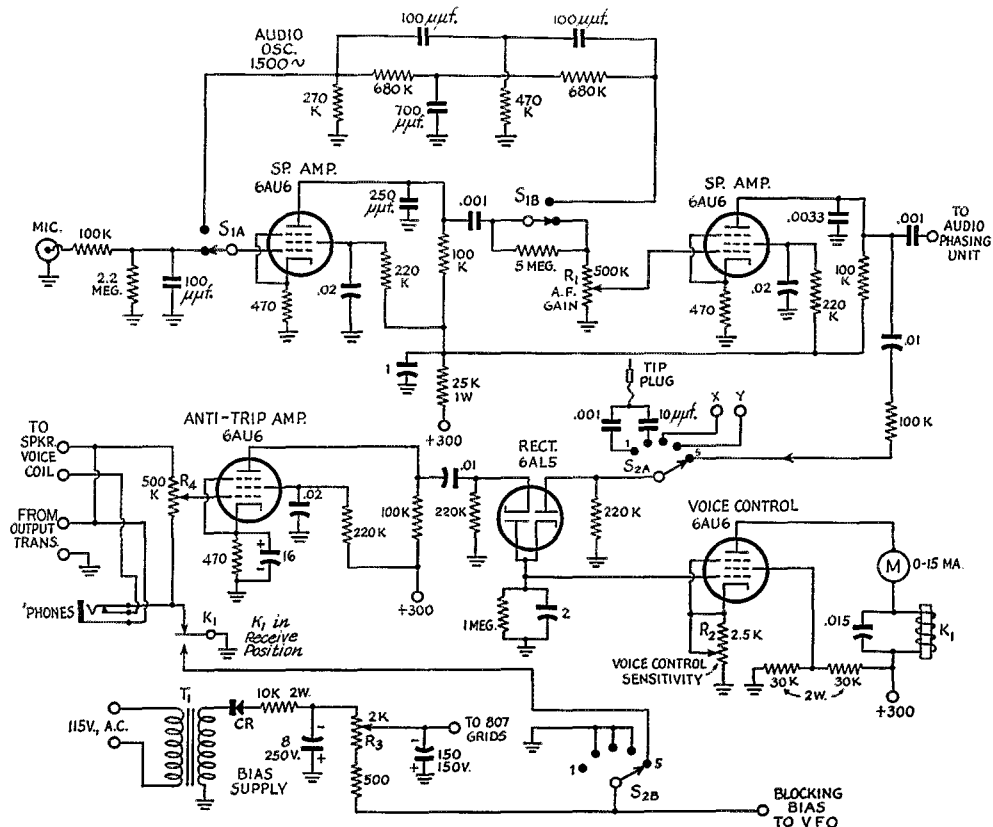 100 µµf.
100 µµf.
AUDIO
OSC.
1500~
680K
680K
270
K
700
µµf.
470
K
SP. AMP.
6AU6
250
µµf.
.001
S1B
SP. AMP.
6AU6
.0033
.001
TO
AUDIO
PHASING
UNIT
MIC.
100K
S1A
2.2
MEG.
100
µµf.
470
.02
220
K
100
K
5 MEG.
R1
500K
A.F.
GAIN
470
.02
220
K
100
K
.01
1
25K
1W
+300
TIP
PLUG
.001
10µµf.
X
Y
1
5
S2A
100K
ANTI-TRIP AMP.
6AU6
TO
SPKR.
VOICE
COIL
500
K
R4
.02
FROM
OUTPUT
TRANS.
470
16
220K
100K
.01
220K
+300
RECT.
6AL5
220K
VOICE CONTROL
6AU6
M
0-15 MA.
'PHONES
K1
K1 in
Receive
Position
1 MEG.
2
R2
2.5K
VOICE CONTROL
SENSITIVITY
.015
K1
30K
30K
2W.
+300
T1
115V., A.C.
CR
10K 2W.
BIAS
SUPPLY
8
250V.
-
+
2K
R3
500
TO 807
GRIDS
-
+
150
150V.
1
5
S2B
BLOCKING
BIAS
TO VFO